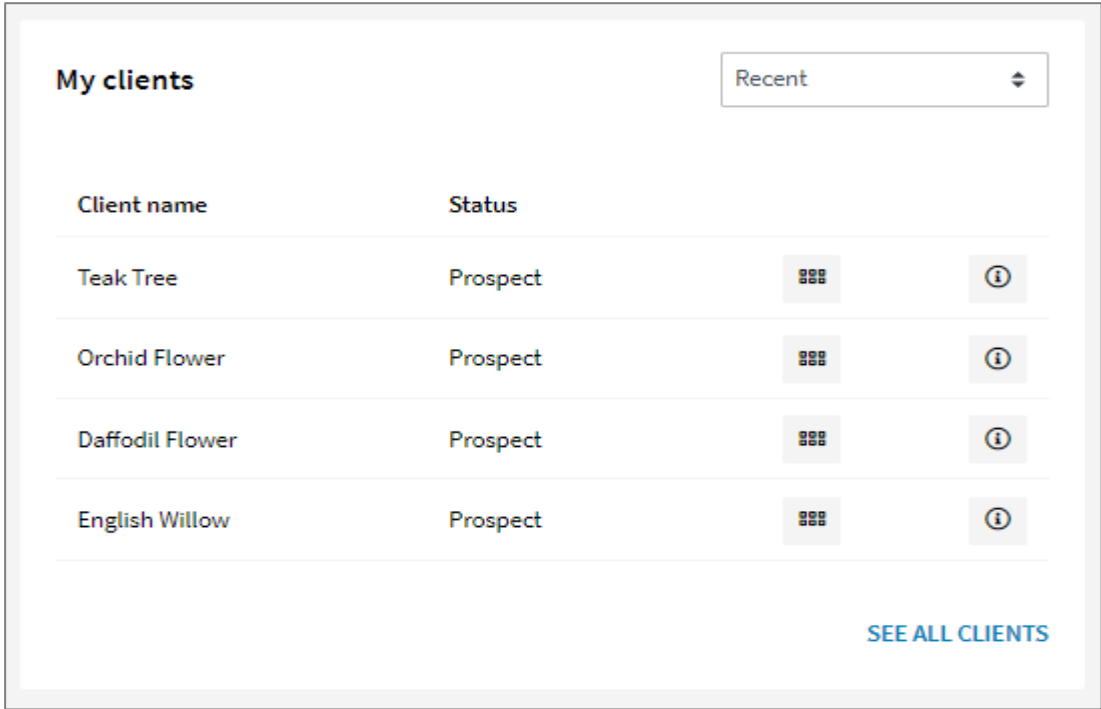 My clients Recent
Client name Status
Teak Tree Prospect
Orchid Flower Prospect
Daffodil Flower Prospect
English Willow Prospect
SEE ALL CLIENTS